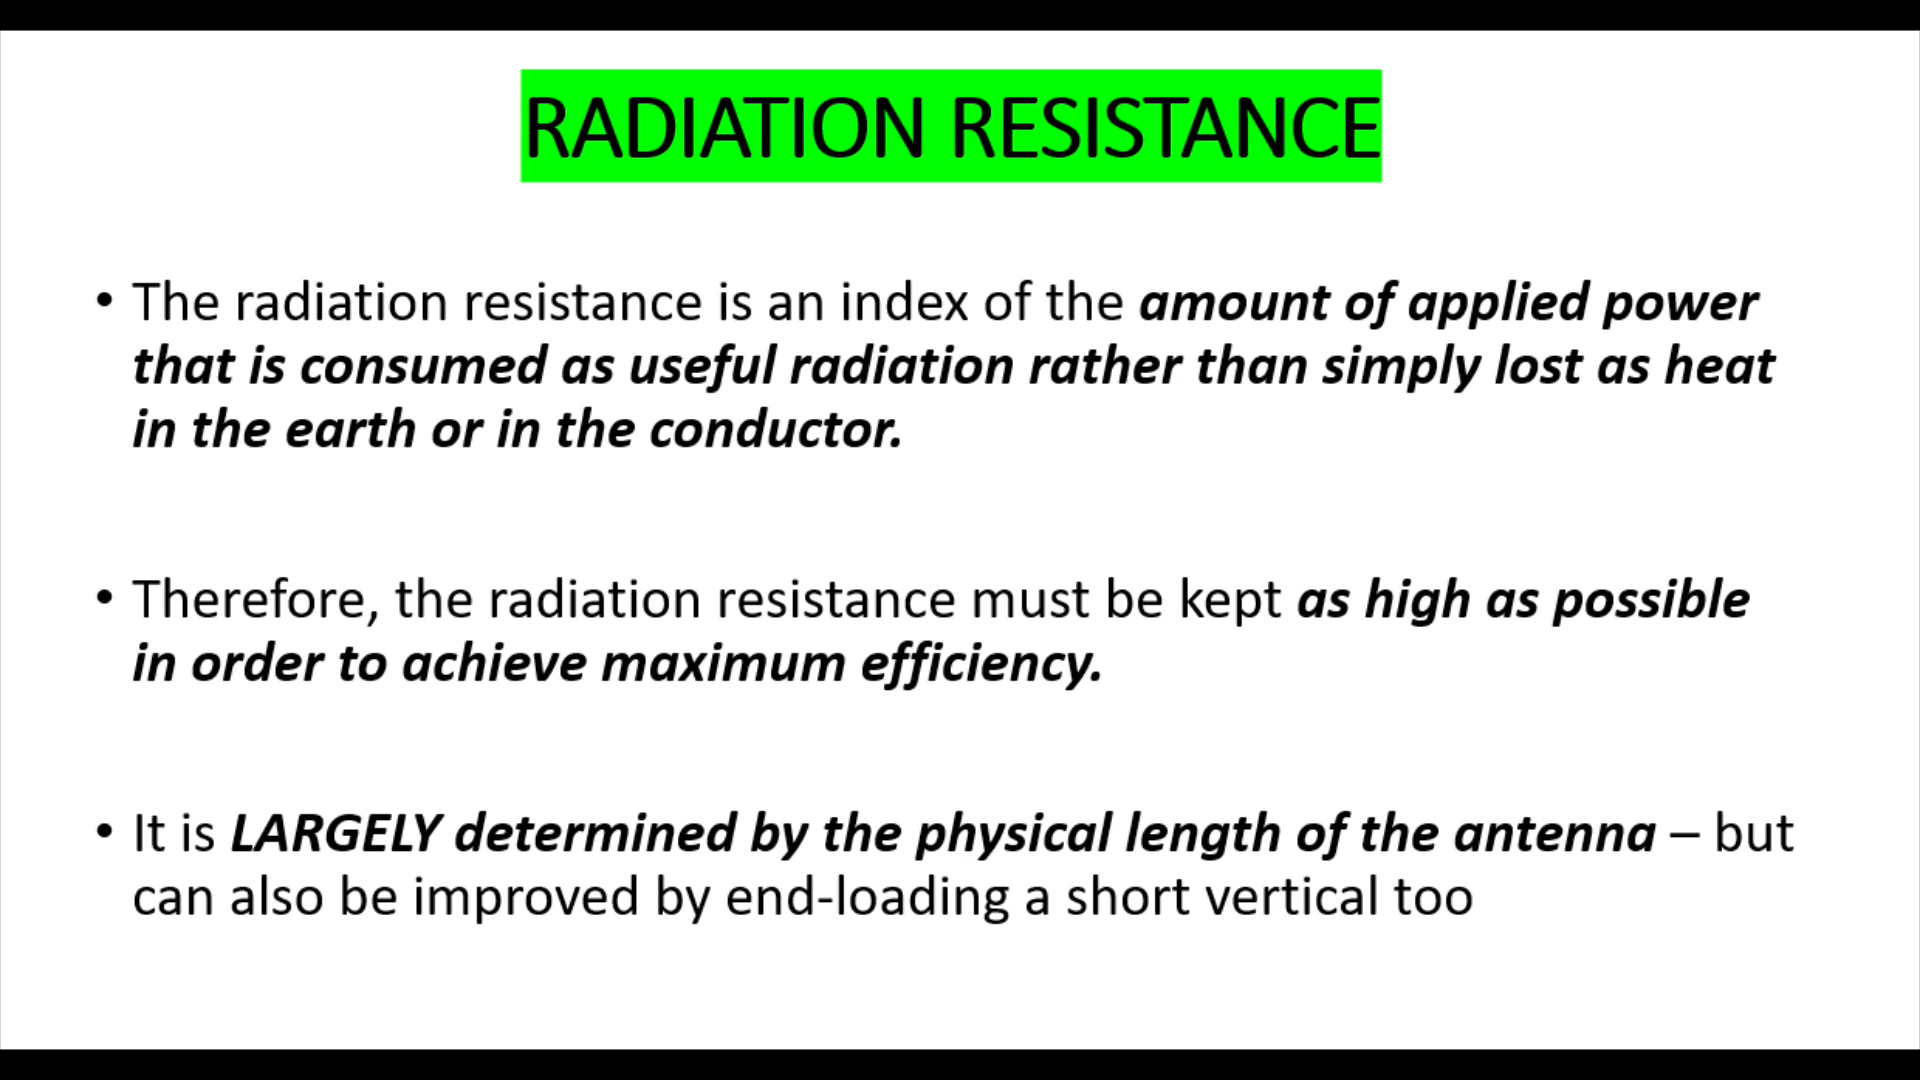 RADIATION RESISTANCE
• The radiation resistance is an index of the amount of applied power
that is consumed as useful radiation rather than simply lost as heat
in the earth or in the conductor.
• Therefore, the radiation resistance must be kept as high as possible
in order to achieve maximum efficiency.
• It is LARGELY determined by the physical length of the antenna – but
can also be improved by end-loading a short vertical too